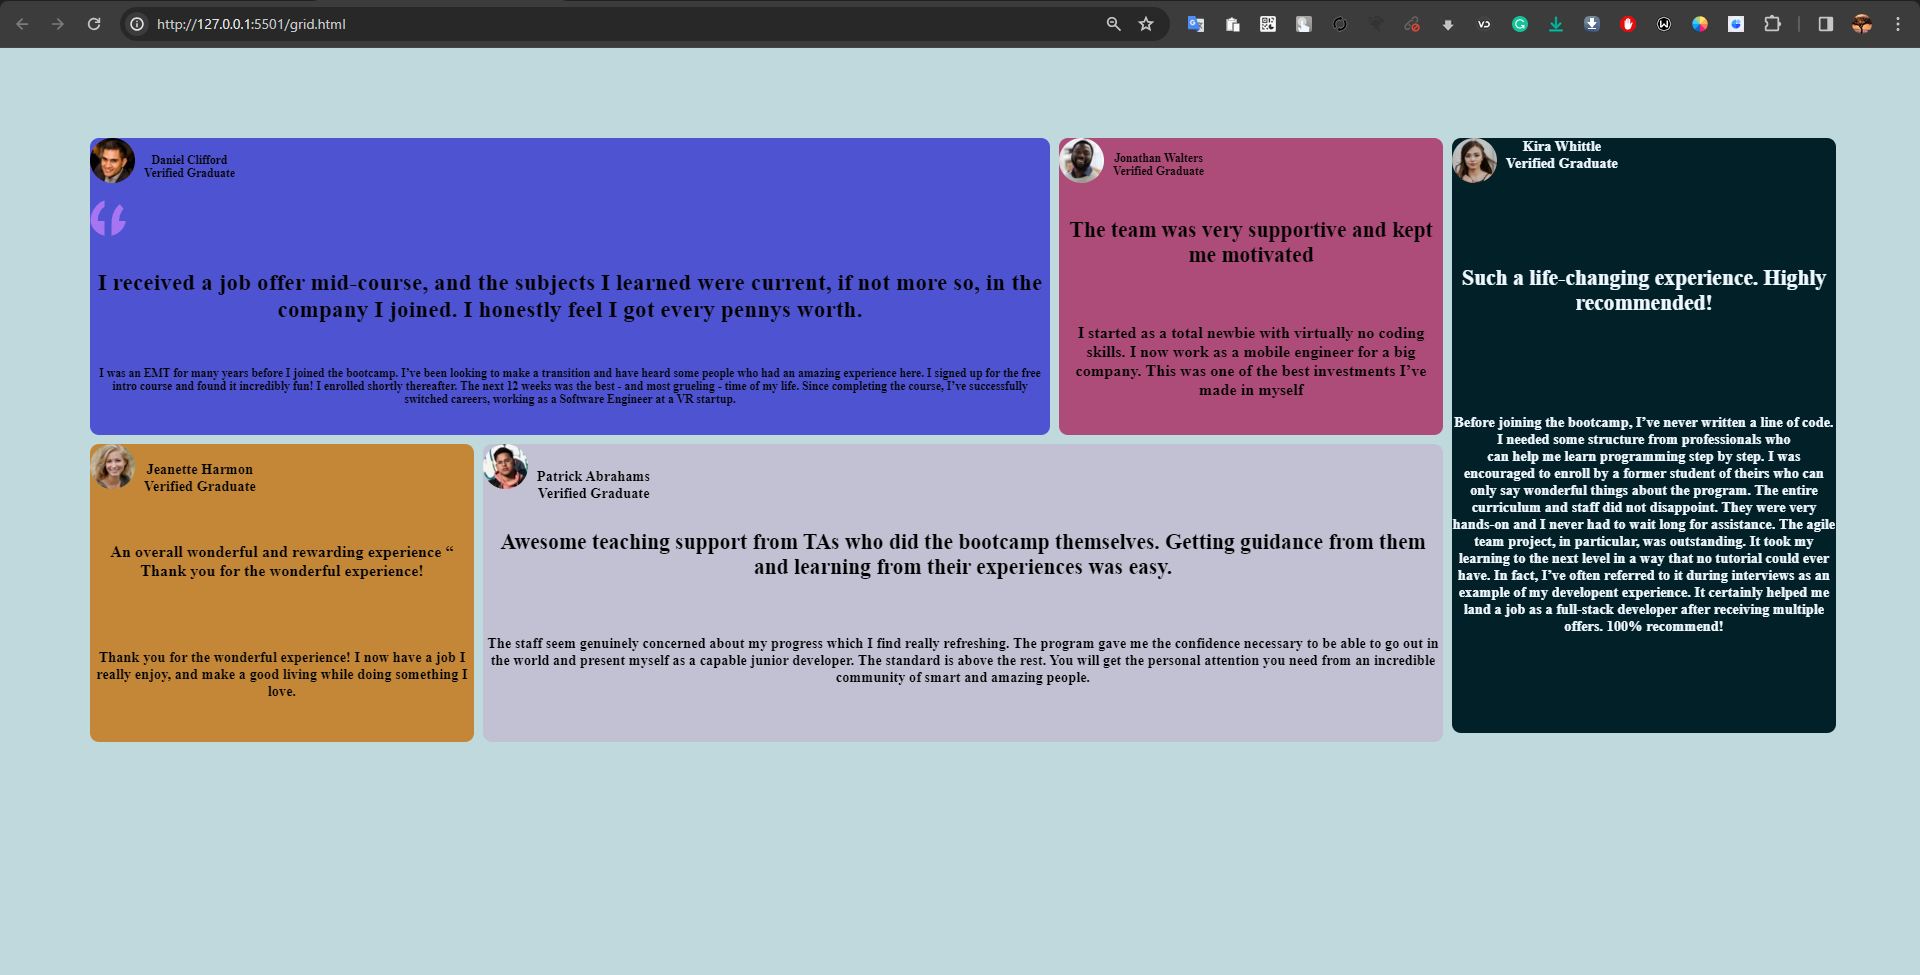 http://127.0.0.1:5501/grid.html
Daniel Clifford
Verified Graduate
I received a job offer mid-course, and the subjects I learned were current, if not more so, in the
company I joined. I honestly feel I got every pennys worth.
I was an EMT for many years before I joined the bootcamp. I’ve been looking to make a transition and have heard some people who had an amazing experience here. I signed up for the free
intro course and found it incredibly fun! I enrolled shortly thereafter. The next 12 weeks was the best - and most grueling - time of my life. Since completing the course, I’ve successfully
switched careers, working as a Software Engineer at a VR startup.
Jonathan Walters
Verified Graduate
The team was very supportive and kept
me motivated
I started as a total newbie with virtually no coding
skills. I now work as a mobile engineer for a big
company. This was one of the best investments I’ve
made in myself
Kira Whittle
Verified Graduate
Such a life-changing experience. Highly
recommended!
Before joining the bootcamp, I’ve never written a line of code.
I needed some structure from professionals who
can help me learn programming step by step. I was
encouraged to enroll by a former student of theirs who can
only say wonderful things about the program. The entire
curriculum and staff did not disappoint. They were very
hands-on and I never had to wait long for assistance. The agile
team project, in particular, was outstanding. It took my
learning to the next level in a way that no tutorial could ever
have. In fact, I’ve often referred to it during interviews as an
example of my developent experience. It certainly helped me
land a job as a full-stack developer after receiving multiple
offers. 100% recommend!
Jeanette Harmon
Verified Graduate
An overall wonderful and rewarding experience “
Thank you for the wonderful experience!
Thank you for the wonderful experience! I now have a job I
really enjoy, and make a good living while doing something I
love.
Patrick Abrahams
Verified Graduate
Awesome teaching support from TAs who did the bootcamp themselves. Getting guidance from them
and learning from their experiences was easy.
The staff seem genuinely concerned about my progress which I find really refreshing. The program gave me the confidence necessary to be able to go out in
the world and present myself as a capable junior developer. The standard is above the rest. You will get the personal attention you need from an incredible
community of smart and amazing people.